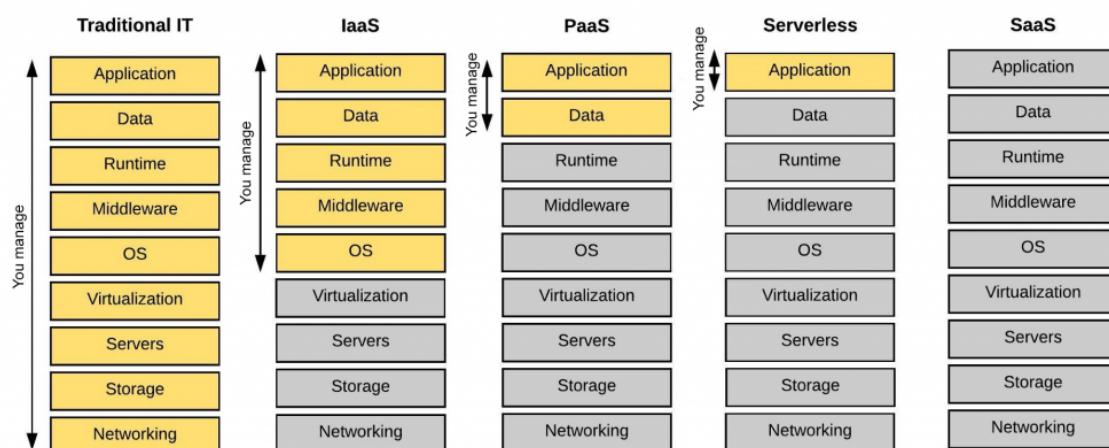 Traditional IT
You manage
Application
Data
Runtime
Middleware
OS
Virtualization
Servers
Storage
Networking
IaaS
You manage
Application
Data
Runtime
Middleware
OS
Virtualization
Servers
Storage
Networking
PaaS
You manage
Application
Data
Runtime
Middleware
OS
Virtualization
Servers
Storage
Networking
Serverless
You manage
Application
Data
Runtime
Middleware
OS
Virtualization
Servers
Storage
Networking
SaaS
Application
Data
Runtime
Middleware
OS
Virtualization
Servers
Storage
Networking